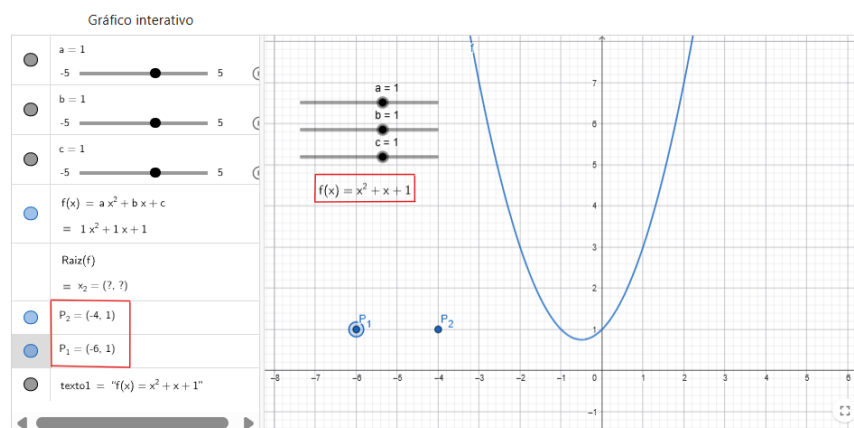 Gráfico interativo
a = 1
-5 5
b = 1
-5 5
c = 1
-5 5
f(x) = a x² + b x + c
= 1 x² + 1 x + 1
Raiz(f)
= x₂ = (?, ?)
P₂ = (-4, 1)
P₁ = (-6, 1)
texto1 = "f(x) = x² + x + 1"
a = 1
b = 1
c = 1
f(x) = x² + x + 1
f
P₁
P₂
7
6
5
4
3
2
1
-8 -7 -6 -5 -4 -3 -2 -1 0 1 2 3 4 5 6
-1